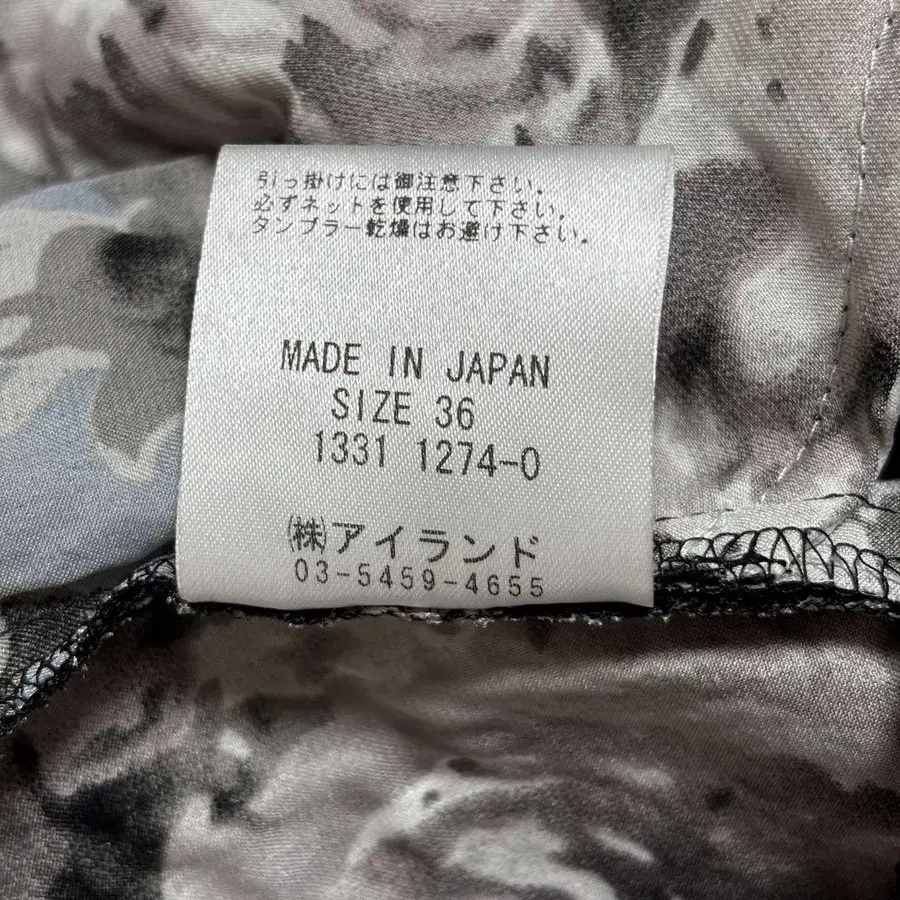 引っ掛けには御注意下さい。
必ずネットを使用して下さい。
タンブラー乾燥はお避け下さい。
MADE IN JAPAN
SIZE 36
1331 1274-0
㈱アイランド
03-5459-4655